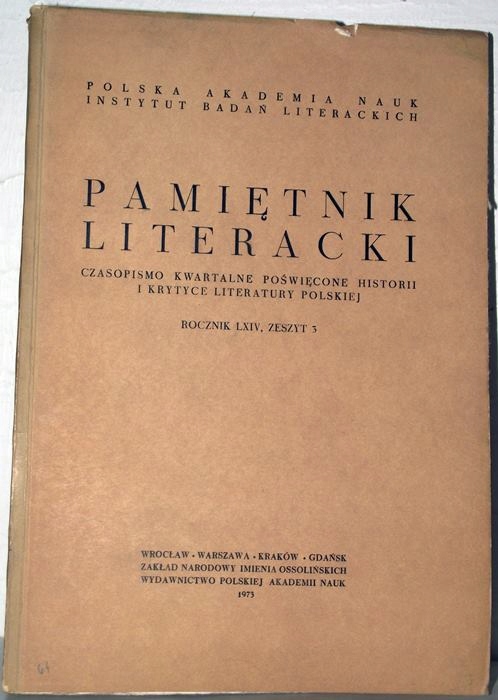 POLSKA AKADEMIA NAUK
INSTYTUT BADAŃ LITERACKICH
PAMIĘTNIK
LITERACKI
CZASOPISMO KWARTALNE POŚWIĘCONE HISTORII
I KRYTYCE LITERATURY POLSKIEJ
ROCZNIK LXIV, ZESZYT 3
WROCŁAW • WARSZAWA • KRAKÓW • GDAŃSK
ZAKŁAD NARODOWY IMIENIA OSSOLIŃSKICH
WYDAWNICTWO POLSKIEJ AKADEMII NAUK
1973
64